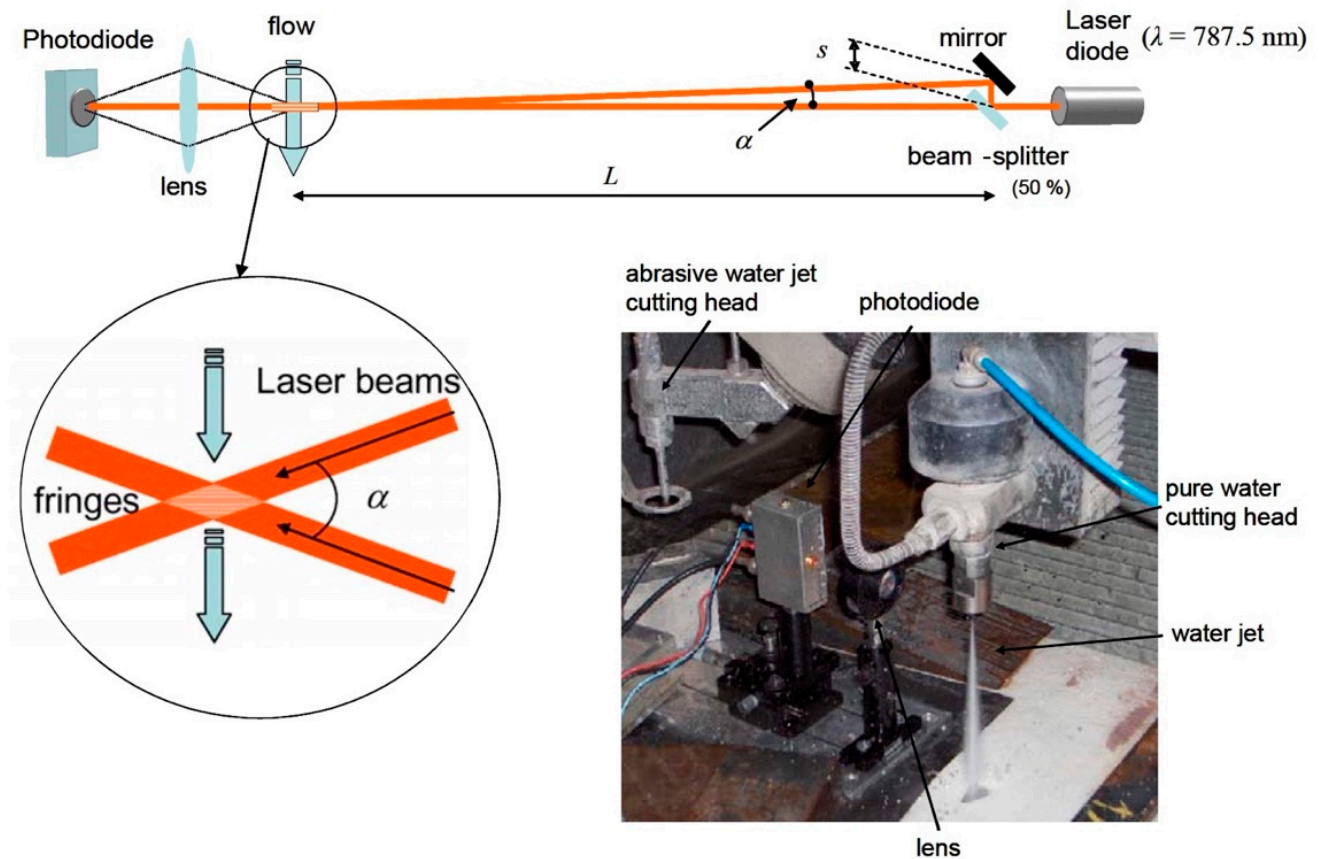 Photodiode
flow
s
mirror
Laser
diode
(λ = 787.5 nm)
α
beam -splitter
(50 %)
lens
L
abrasive water jet
cutting head
photodiode
Laser beams
fringes
α
pure water
cutting head
water jet
lens